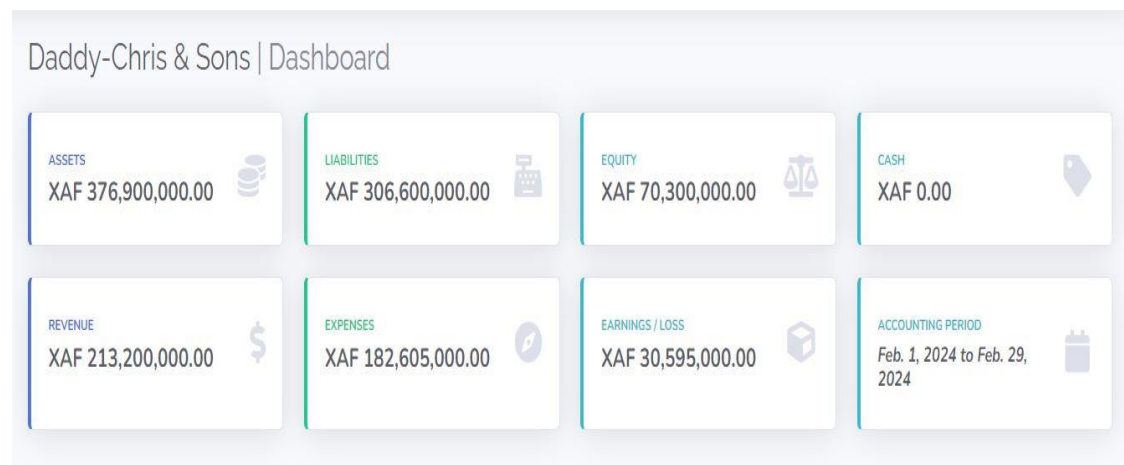 Daddy-Chris & Sons | Dashboard
ASSETS
XAF 376,900,000.00
LIABILITIES
XAF 306,600,000.00
EQUITY
XAF 70,300,000.00
CASH
XAF 0.00
REVENUE
XAF 213,200,000.00
$
EXPENSES
XAF 182,605,000.00
EARNINGS / LOSS
XAF 30,595,000.00
ACCOUNTING PERIOD
Feb. 1, 2024 to Feb. 29,
2024